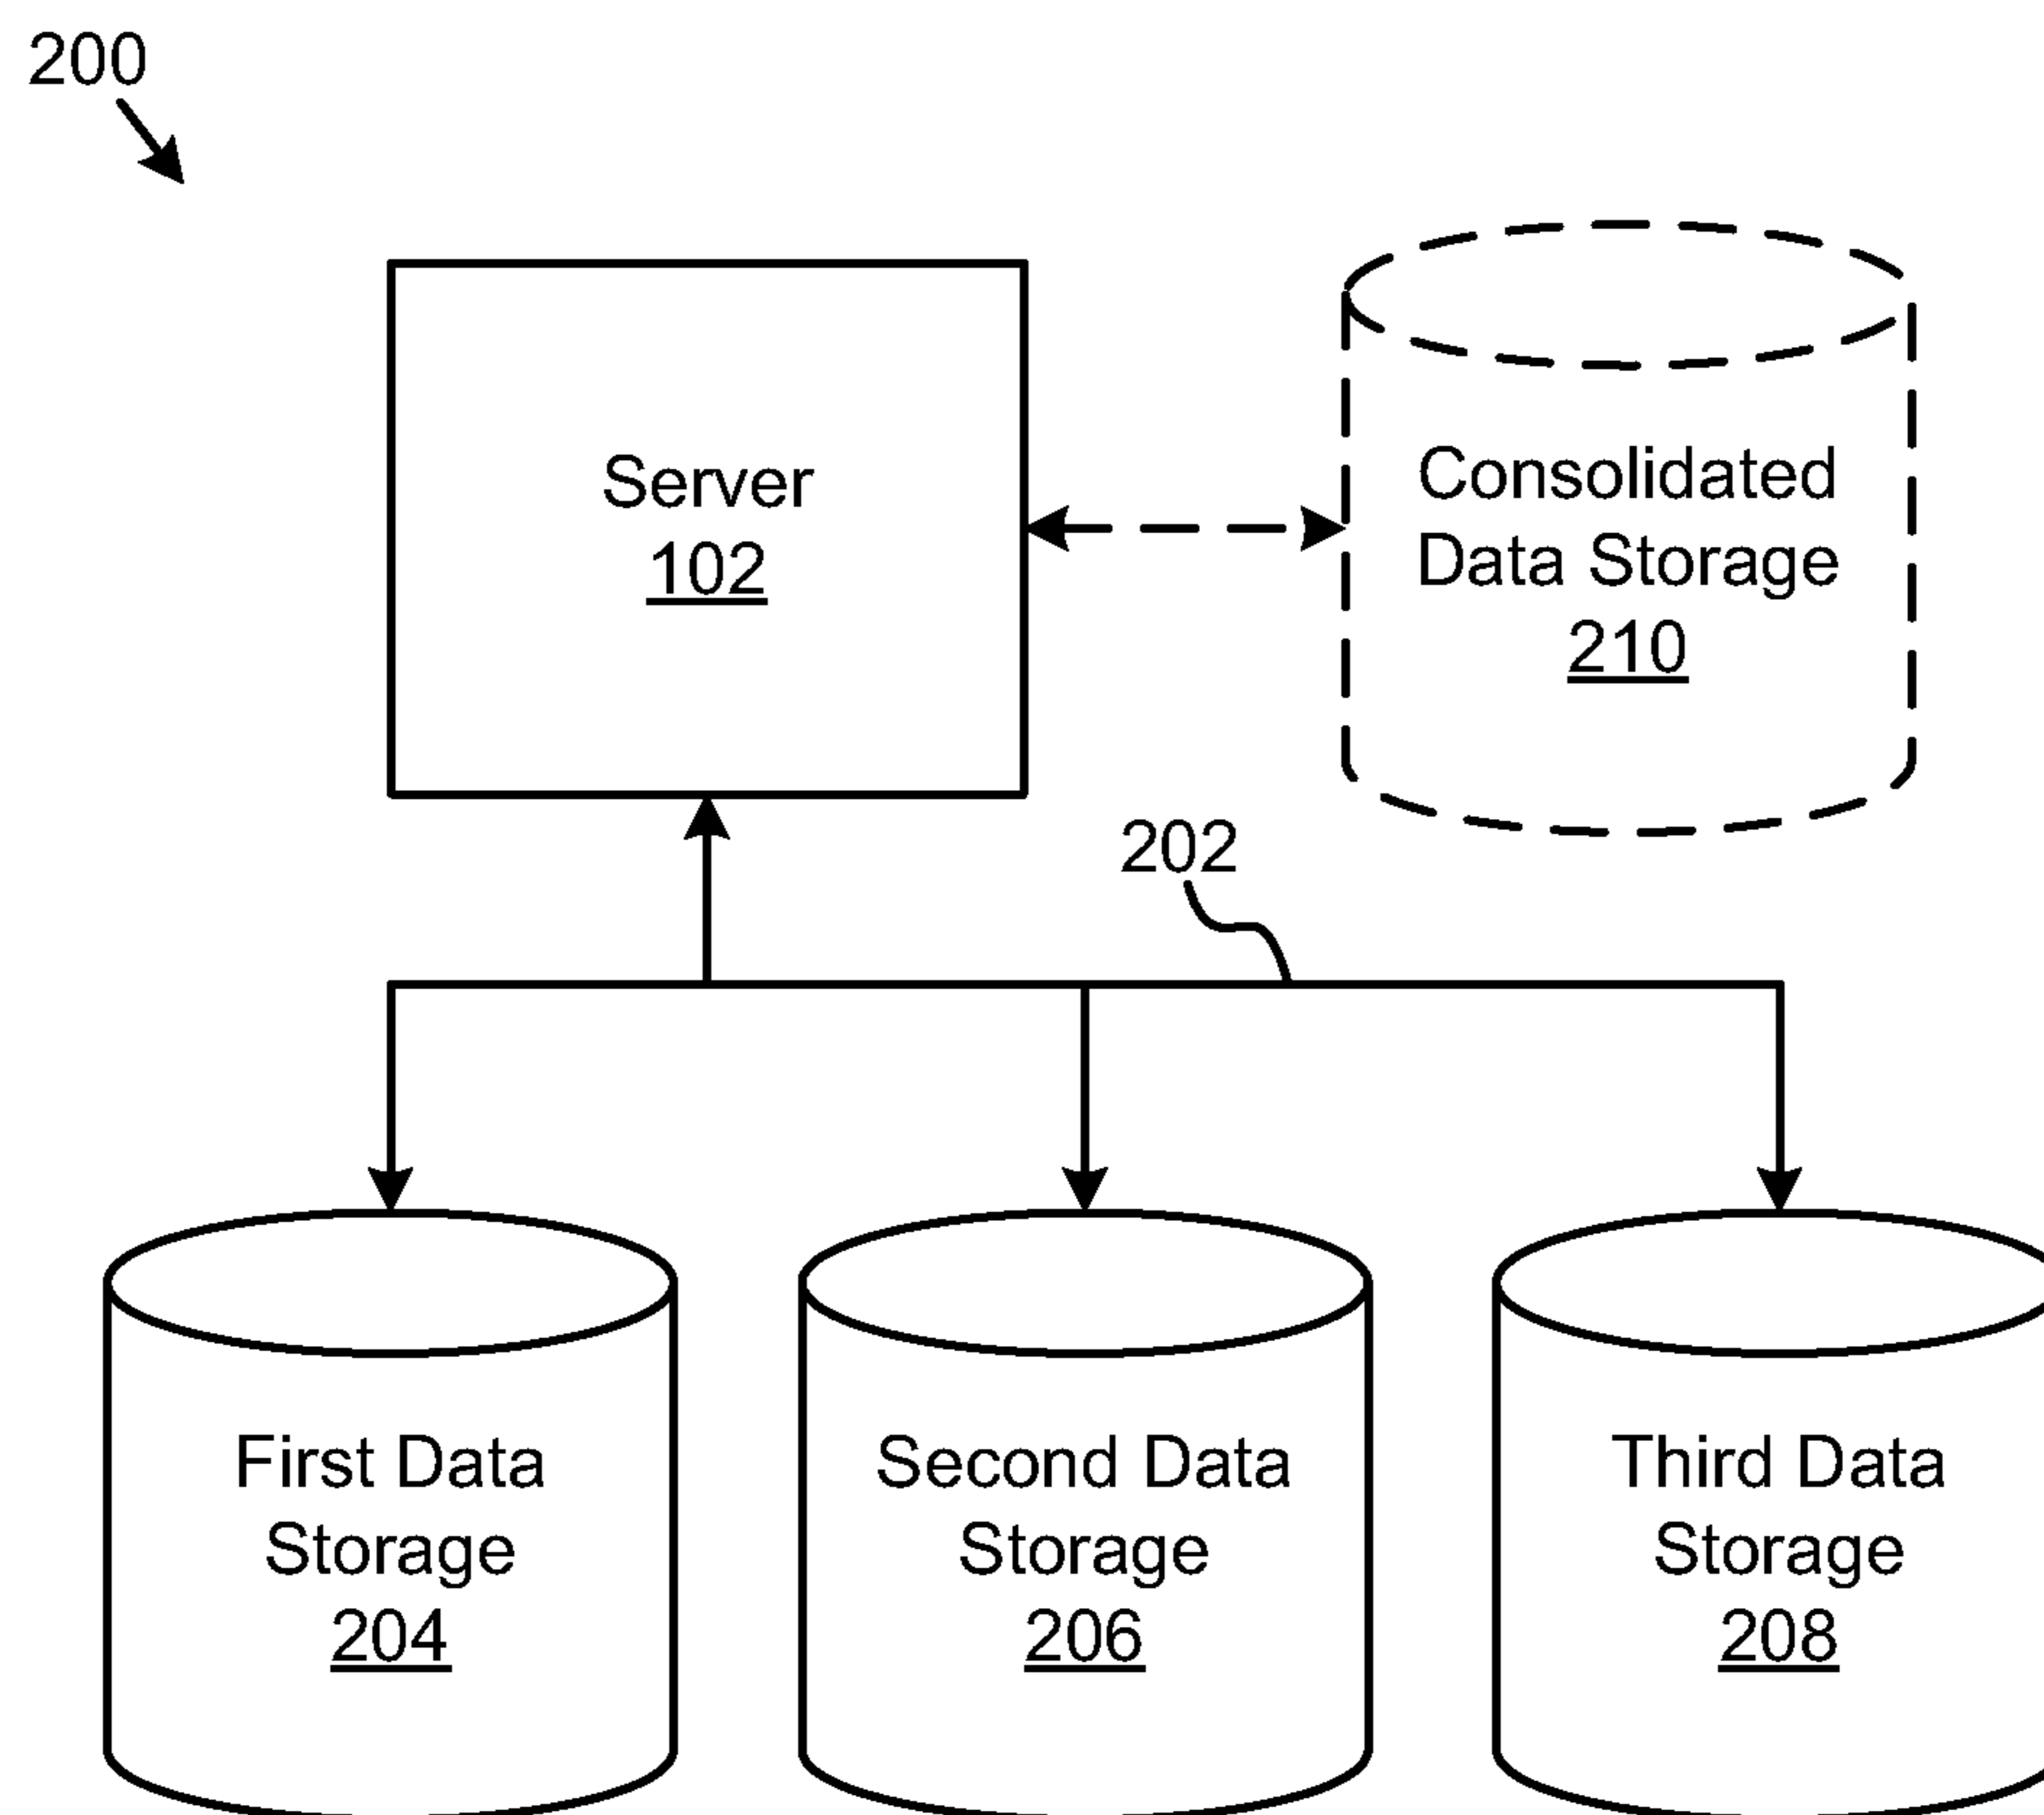 200
Server
102
Consolidated
Data Storage
210
202
First Data
Storage
204
Second Data
Storage
206
Third Data
Storage
208